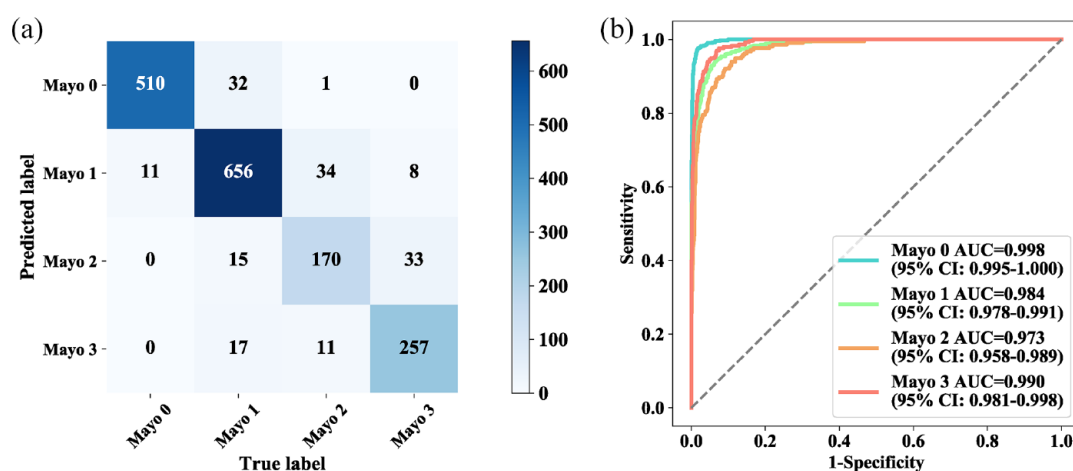 (a)
Mayo 0
510
32
1
0
Mayo 1
11
656
34
8
Mayo 2
0
15
170
33
Mayo 3
0
17
11
257
Predicted label
Mayo 0
Mayo 1
Mayo 2
Mayo 3
True label
600
500
400
300
200
100
0
(b)
1.0
0.8
0.6
0.4
0.2
0.0
Sensitivity
0.0
0.2
0.4
0.6
0.8
1.0
1-Specificity
Mayo 0 AUC=0.998
(95% CI: 0.995-1.000)
Mayo 1 AUC=0.984
(95% CI: 0.978-0.991)
Mayo 2 AUC=0.973
(95% CI: 0.958-0.989)
Mayo 3 AUC=0.990
(95% CI: 0.981-0.998)